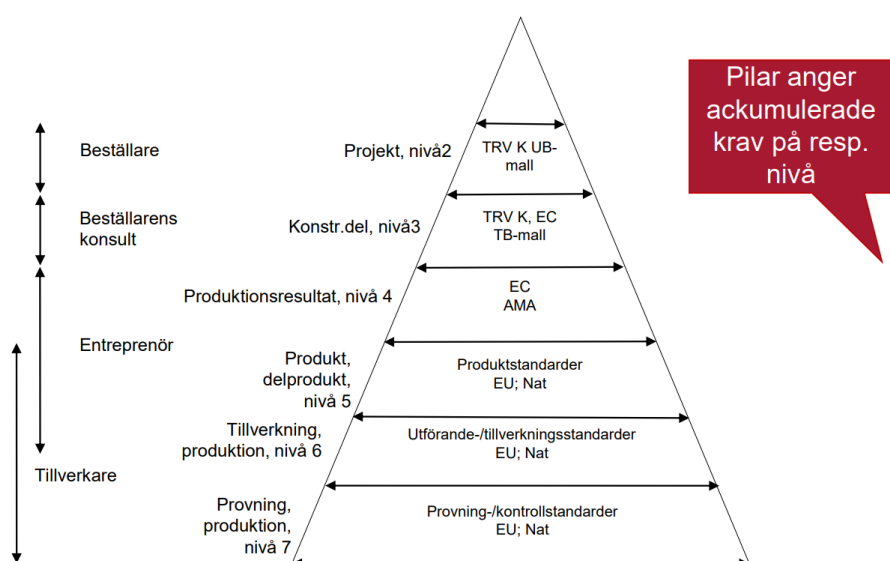 Pilar anger
ackumulerade
krav på resp.
nivå
Beställare
Projekt, nivå2
TRV K UB-
mall
Beställarens
konsult
Konstr.del, nivå3
TRV K, EC
TB-mall
Produktionsresultat, nivå 4
EC
AMA
Entreprenör
Produkt,
delprodukt,
nivå 5
Produktstandarder
EU; Nat
Tillverkning,
produktion, nivå 6
Utförande-/tillverkningsstandarder
EU; Nat
Tillverkare
Provning,
produktion,
nivå 7
Provning-/kontrollstandarder
EU; Nat